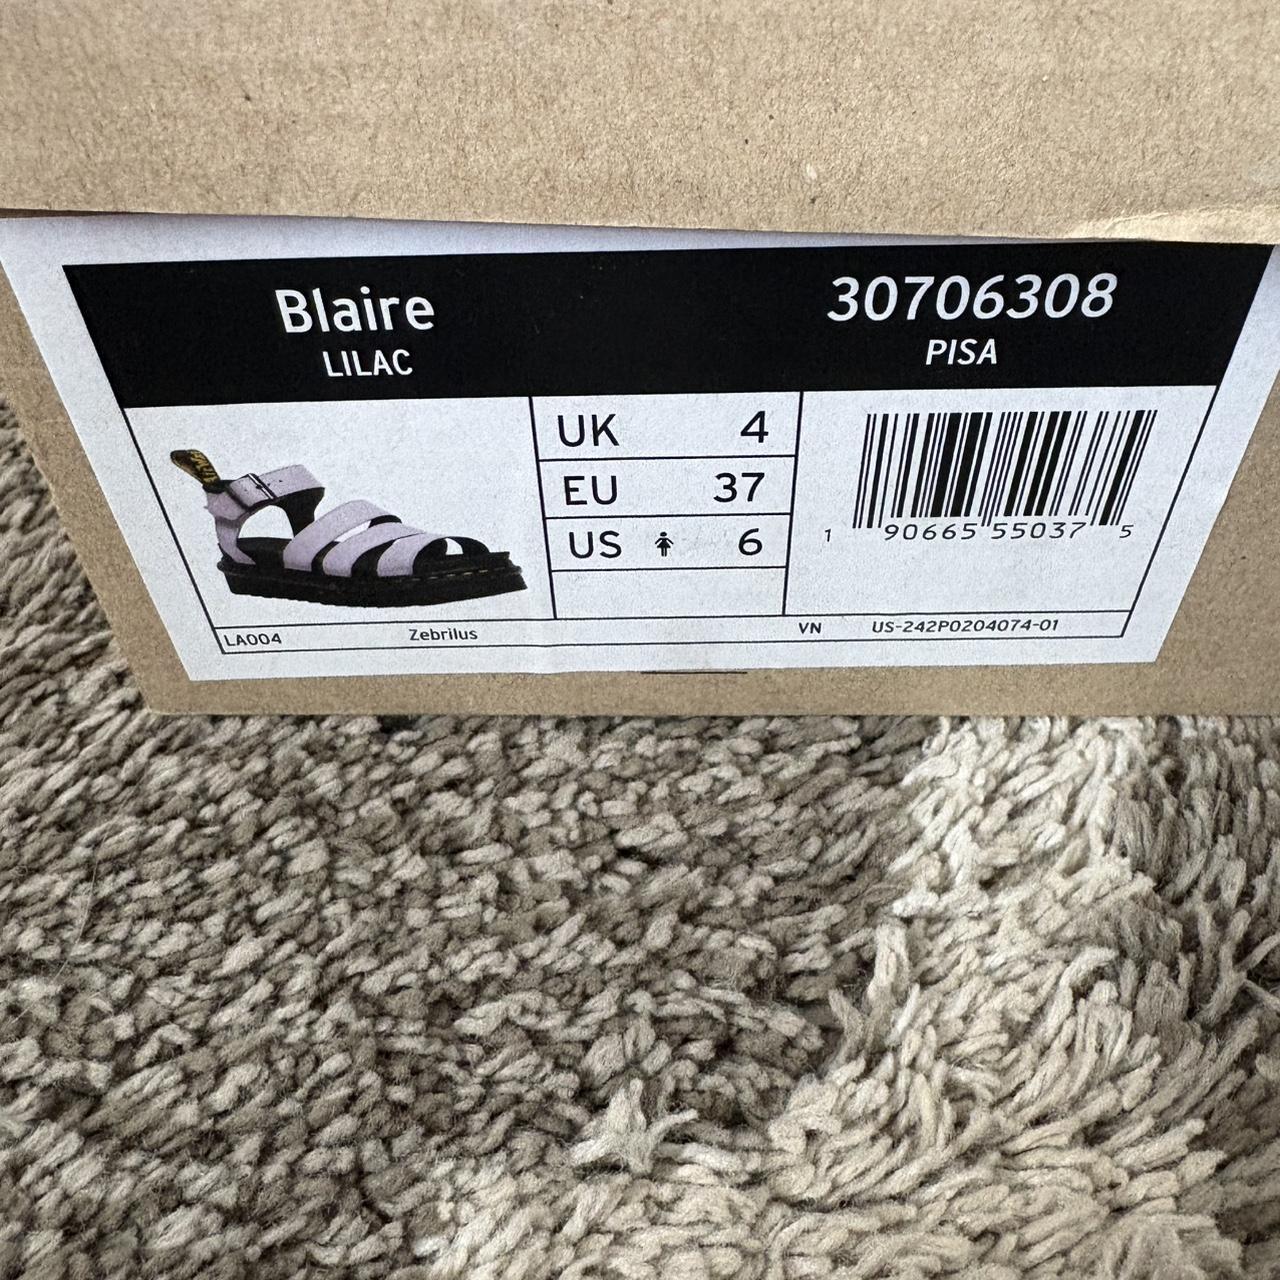 Blaire
LILAC
30706308
PISA
UK 4
EU 37
US 6
1 90665 55037 5
LA004 Zebrilus VN US-242P0204074-01